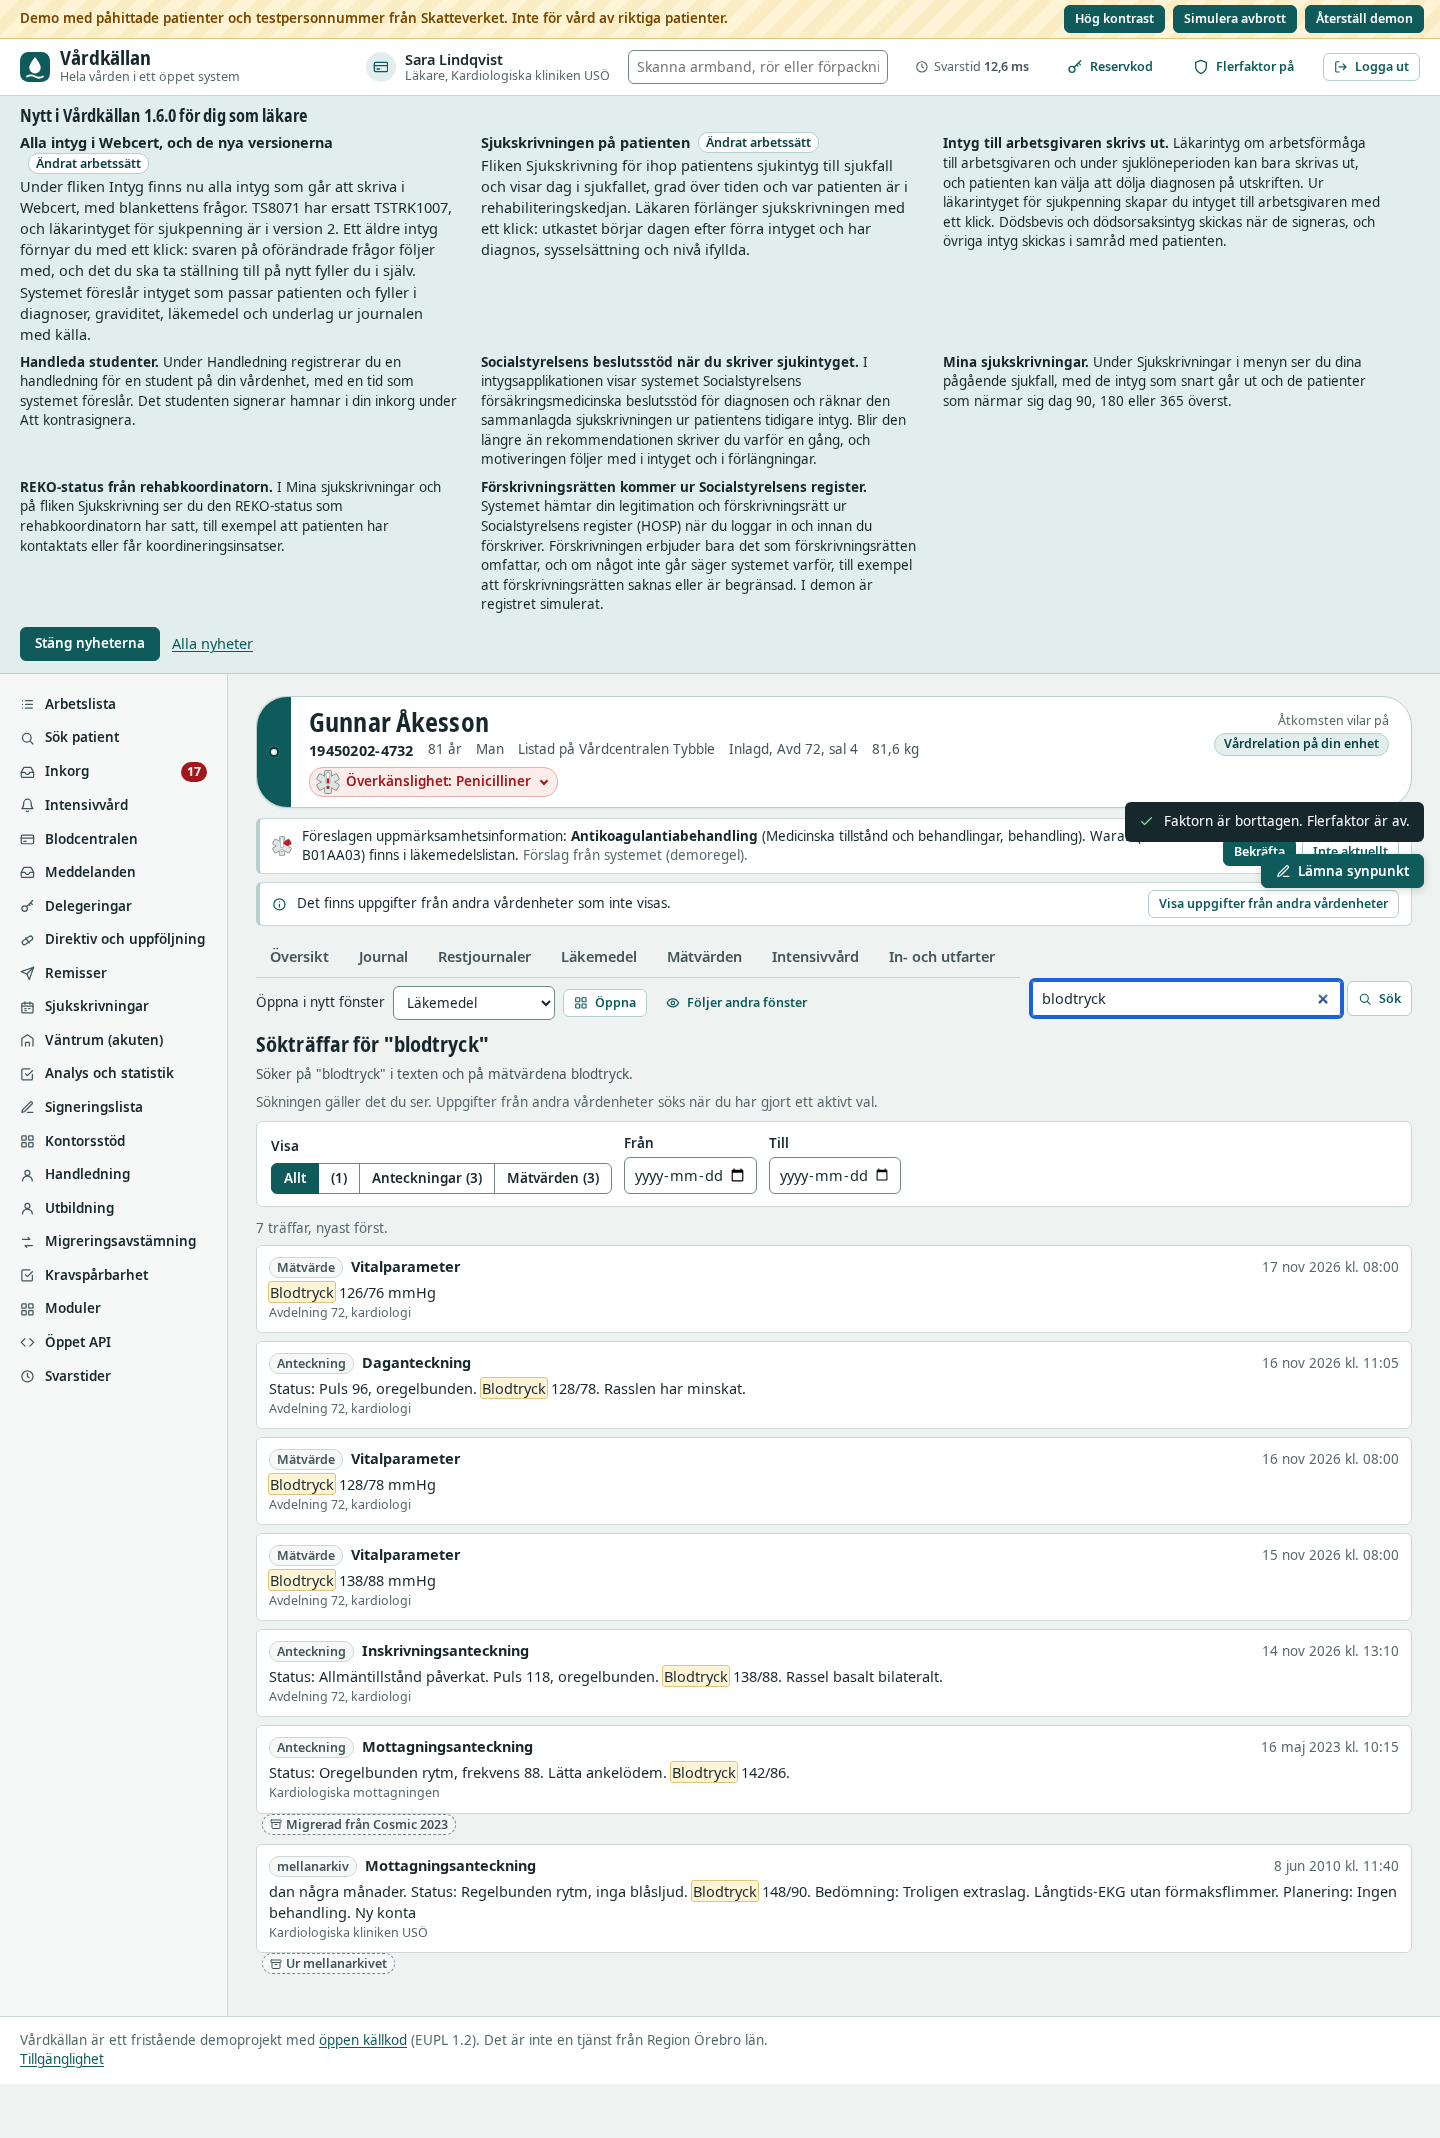 Demo med påhittade patienter och testpersonnummer från Skatteverket. Inte för vård av riktiga patienter.
Hög kontrast
Simulera avbrott
Återställ demon
Vårdkällan
Hela vården i ett öppet system
Sara Lindqvist
Läkare, Kardiologiska kliniken USÖ
Skanna armband, rör eller förpackni
Svarstid 12,6 ms
Reservkod
Flerfaktor på
Logga ut
Nytt i Vårdkällan 1.6.0 för dig som läkare
Alla intyg i Webcert, och de nya versionerna
Ändrat arbetssätt
Under fliken Intyg finns nu alla intyg som går att skriva i
Webcert, med blankettens frågor. TS8071 har ersatt TSTRK1007,
och läkarintyget för sjukpenning är i version 2. Ett äldre intyg
förnyar du med ett klick: svaren på oförändrade frågor följer
med, och det du ska ta ställning till på nytt fyller du i själv.
Systemet föreslår intyget som passar patienten och fyller i
diagnoser, graviditet, läkemedel och underlag ur journalen
med källa.
Sjukskrivningen på patienten
Ändrat arbetssätt
Fliken Sjukskrivning för ihop patientens sjukintyg till sjukfall
och visar dag i sjukfallet, grad över tiden och var patienten är i
rehabiliteringskedjan. Läkaren förlänger sjukskrivningen med
ett klick: utkastet börjar dagen efter förra intyget och har
diagnos, sysselsättning och nivå ifyllda.
Intyg till arbetsgivaren skrivs ut. Läkarintyg om arbetsförmåga
till arbetsgivaren och under sjuklöneperioden kan bara skrivas ut,
och patienten kan välja att dölja diagnosen på utskriften. Ur
läkarintyget för sjukpenning skapar du intyget till arbetsgivaren med
ett klick. Dödsbevis och dödsorsaksintyg skickas när de signeras, och
övriga intyg skickas i samråd med patienten.
Handleda studenter. Under Handledning registrerar du en
handledning för en student på din vårdenhet, med en tid som
systemet föreslår. Det studenten signerar hamnar i din inkorg under
Att kontrasignera.
Socialstyrelsens beslutsstöd när du skriver sjukintyget. I
intygsapplikationen visar systemet Socialstyrelsens
försäkringsmedicinska beslutsstöd för diagnosen och räknar den
sammanlagda sjukskrivningen ur patientens tidigare intyg. Blir den
längre än rekommendationen skriver du varför en gång, och
motiveringen följer med i intyget och i förlängningar.
Mina sjukskrivningar. Under Sjukskrivningar i menyn ser du dina
pågående sjukfall, med de intyg som snart går ut och de patienter
som närmar sig dag 90, 180 eller 365 överst.
REKO-status från rehabkoordinatorn. I Mina sjukskrivningar och
på fliken Sjukskrivning ser du den REKO-status som
rehabkoordinatorn har satt, till exempel att patienten har
kontaktats eller får koordineringsinsatser.
Förskrivningsrätten kommer ur Socialstyrelsens register.
Systemet hämtar din legitimation och förskrivningsrätt ur
Socialstyrelsens register (HOSP) när du loggar in och innan du
förskriver. Förskrivningen erbjuder bara det som förskrivningsrätten
omfattar, och om något inte går säger systemet varför, till exempel
att förskrivningsrätten saknas eller är begränsad. I demon är
registret simulerat.
Stäng nyheterna
Alla nyheter
Arbetslista
Sök patient
Inkorg
17
Intensivvård
Blodcentralen
Meddelanden
Delegeringar
Direktiv och uppföljning
Remisser
Sjukskrivningar
Väntrum (akuten)
Analys och statistik
Signeringslista
Kontorsstöd
Handledning
Utbildning
Migreringsavstämning
Kravspårbarhet
Moduler
Öppet API
Svarstider
Gunnar Åkesson
19450202-4732
81 år
Man
Listad på Vårdcentralen Tybble
Inlagd, Avd 72, sal 4
81,6 kg
Överkänslighet: Penicilliner
Åtkomsten vilar på
Vårdrelation på din enhet
Föreslagen uppmärksamhetsinformation: Antikoagulantiabehandling (Medicinska tillstånd och behandlingar, behandling). Wara
B01AA03) finns i läkemedelslistan. Förslag från systemet (demoregel).
Faktorn är borttagen. Flerfaktor är av.
Bekräfta
Inte aktuellt
Lämna synpunkt
Det finns uppgifter från andra vårdenheter som inte visas.
Visa uppgifter från andra vårdenheter
Översikt
Journal
Restjournaler
Läkemedel
Mätvärden
Intensivvård
In- och utfarter
Öppna i nytt fönster
Läkemedel
Öppna
Följer andra fönster
blodtryck
Sök
Sökträffar för "blodtryck"
Söker på "blodtryck" i texten och på mätvärdena blodtryck.
Sökningen gäller det du ser. Uppgifter från andra vårdenheter söks när du har gjort ett aktivt val.
Visa
Allt
(1)
Anteckningar (3)
Mätvärden (3)
Från
yyyy-mm-dd
Till
yyyy-mm-dd
7 träffar, nyast först.
Mätvärde
Vitalparameter
17 nov 2026 kl. 08:00
Blodtryck 126/76 mmHg
Avdelning 72, kardiologi
Anteckning
Daganteckning
16 nov 2026 kl. 11:05
Status: Puls 96, oregelbunden. Blodtryck 128/78. Rasslen har minskat.
Avdelning 72, kardiologi
Mätvärde
Vitalparameter
16 nov 2026 kl. 08:00
Blodtryck 128/78 mmHg
Avdelning 72, kardiologi
Mätvärde
Vitalparameter
15 nov 2026 kl. 08:00
Blodtryck 138/88 mmHg
Avdelning 72, kardiologi
Anteckning
Inskrivningsanteckning
14 nov 2026 kl. 13:10
Status: Allmäntillstånd påverkat. Puls 118, oregelbunden. Blodtryck 138/88. Rassel basalt bilateralt.
Avdelning 72, kardiologi
Anteckning
Mottagningsanteckning
16 maj 2023 kl. 10:15
Status: Oregelbunden rytm, frekvens 88. Lätta ankelödem. Blodtryck 142/86.
Kardiologiska mottagningen
Migrerad från Cosmic 2023
mellanarkiv
Mottagningsanteckning
8 jun 2010 kl. 11:40
dan några månader. Status: Regelbunden rytm, inga blåsljud. Blodtryck 148/90. Bedömning: Troligen extraslag. Långtids-EKG utan förmaksflimmer. Planering: Ingen
behandling. Ny konta
Kardiologiska kliniken USÖ
Ur mellanarkivet
Vårdkällan är ett fristående demoprojekt med öppen källkod (EUPL 1.2). Det är inte en tjänst från Region Örebro län.
Tillgänglighet